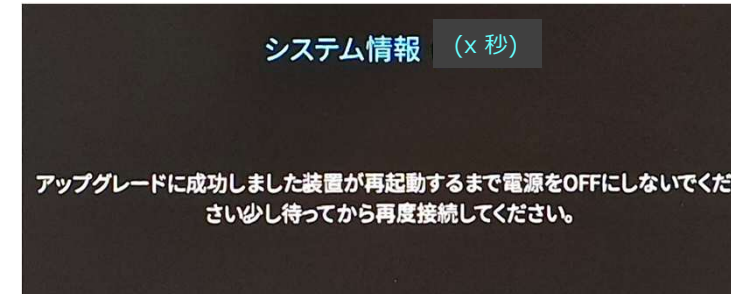 システム情報 (x 秒)
アップグレードに成功しました装置が再起動するまで電源をOFFにしないでくだ
さい少し待ってから再度接続してください。